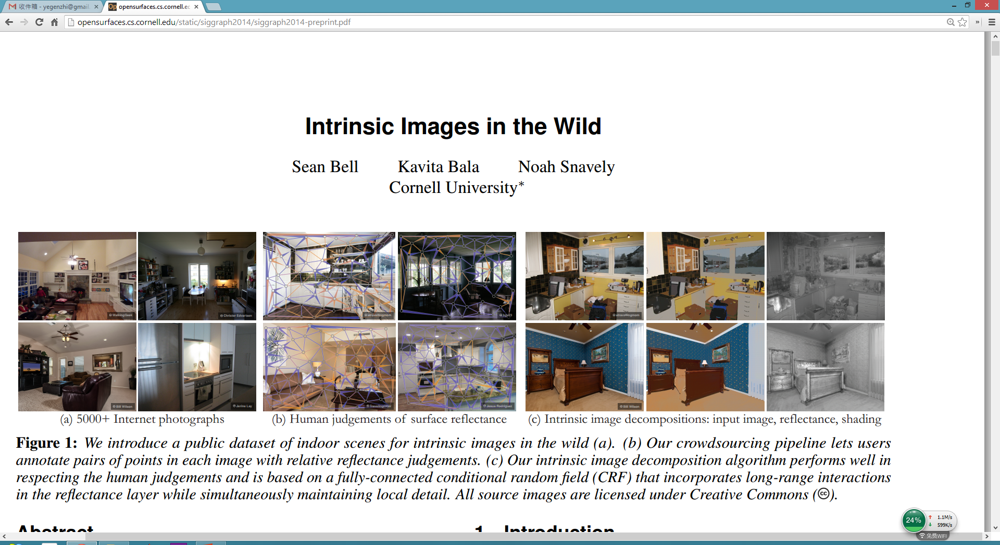 收件箱 - yegenzhi@gmail
opensurfaces.cs.cornell.ec
opensurfaces.cs.cornell.edu/static/siggraph2014/siggraph2014-preprint.pdf
Intrinsic Images in the Wild
Sean Bell Kavita Bala Noah Snavely
Cornell University*
WalkingGeek
Christer Edvartsen
atravellingmom
bgv23
atravellingmom
Bill Wilson
Jerine Lay
TravelingOtter
Jesus Rodriguez
Bill Wilson
(a) 5000+ Internet photographs
(b) Human judgements of surface reflectance
(c) Intrinsic image decompositions: input image, reflectance, shading
Figure 1: We introduce a public dataset of indoor scenes for intrinsic images in the wild (a). (b) Our crowdsourcing pipeline lets users
annotate pairs of points in each image with relative reflectance judgements. (c) Our intrinsic image decomposition algorithm performs well in
respecting the human judgements and is based on a fully-connected conditional random field (CRF) that incorporates long-range interactions
in the reflectance layer while simultaneously maintaining local detail. All source images are licensed under Creative Commons (cc).
Abstract
1 Introduction
24%
1.1M/s
599K/s
免费WIFI